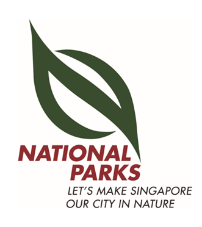 NATIONAL
PARKS
LET'S MAKE SINGAPORE
OUR CITY IN NATURE